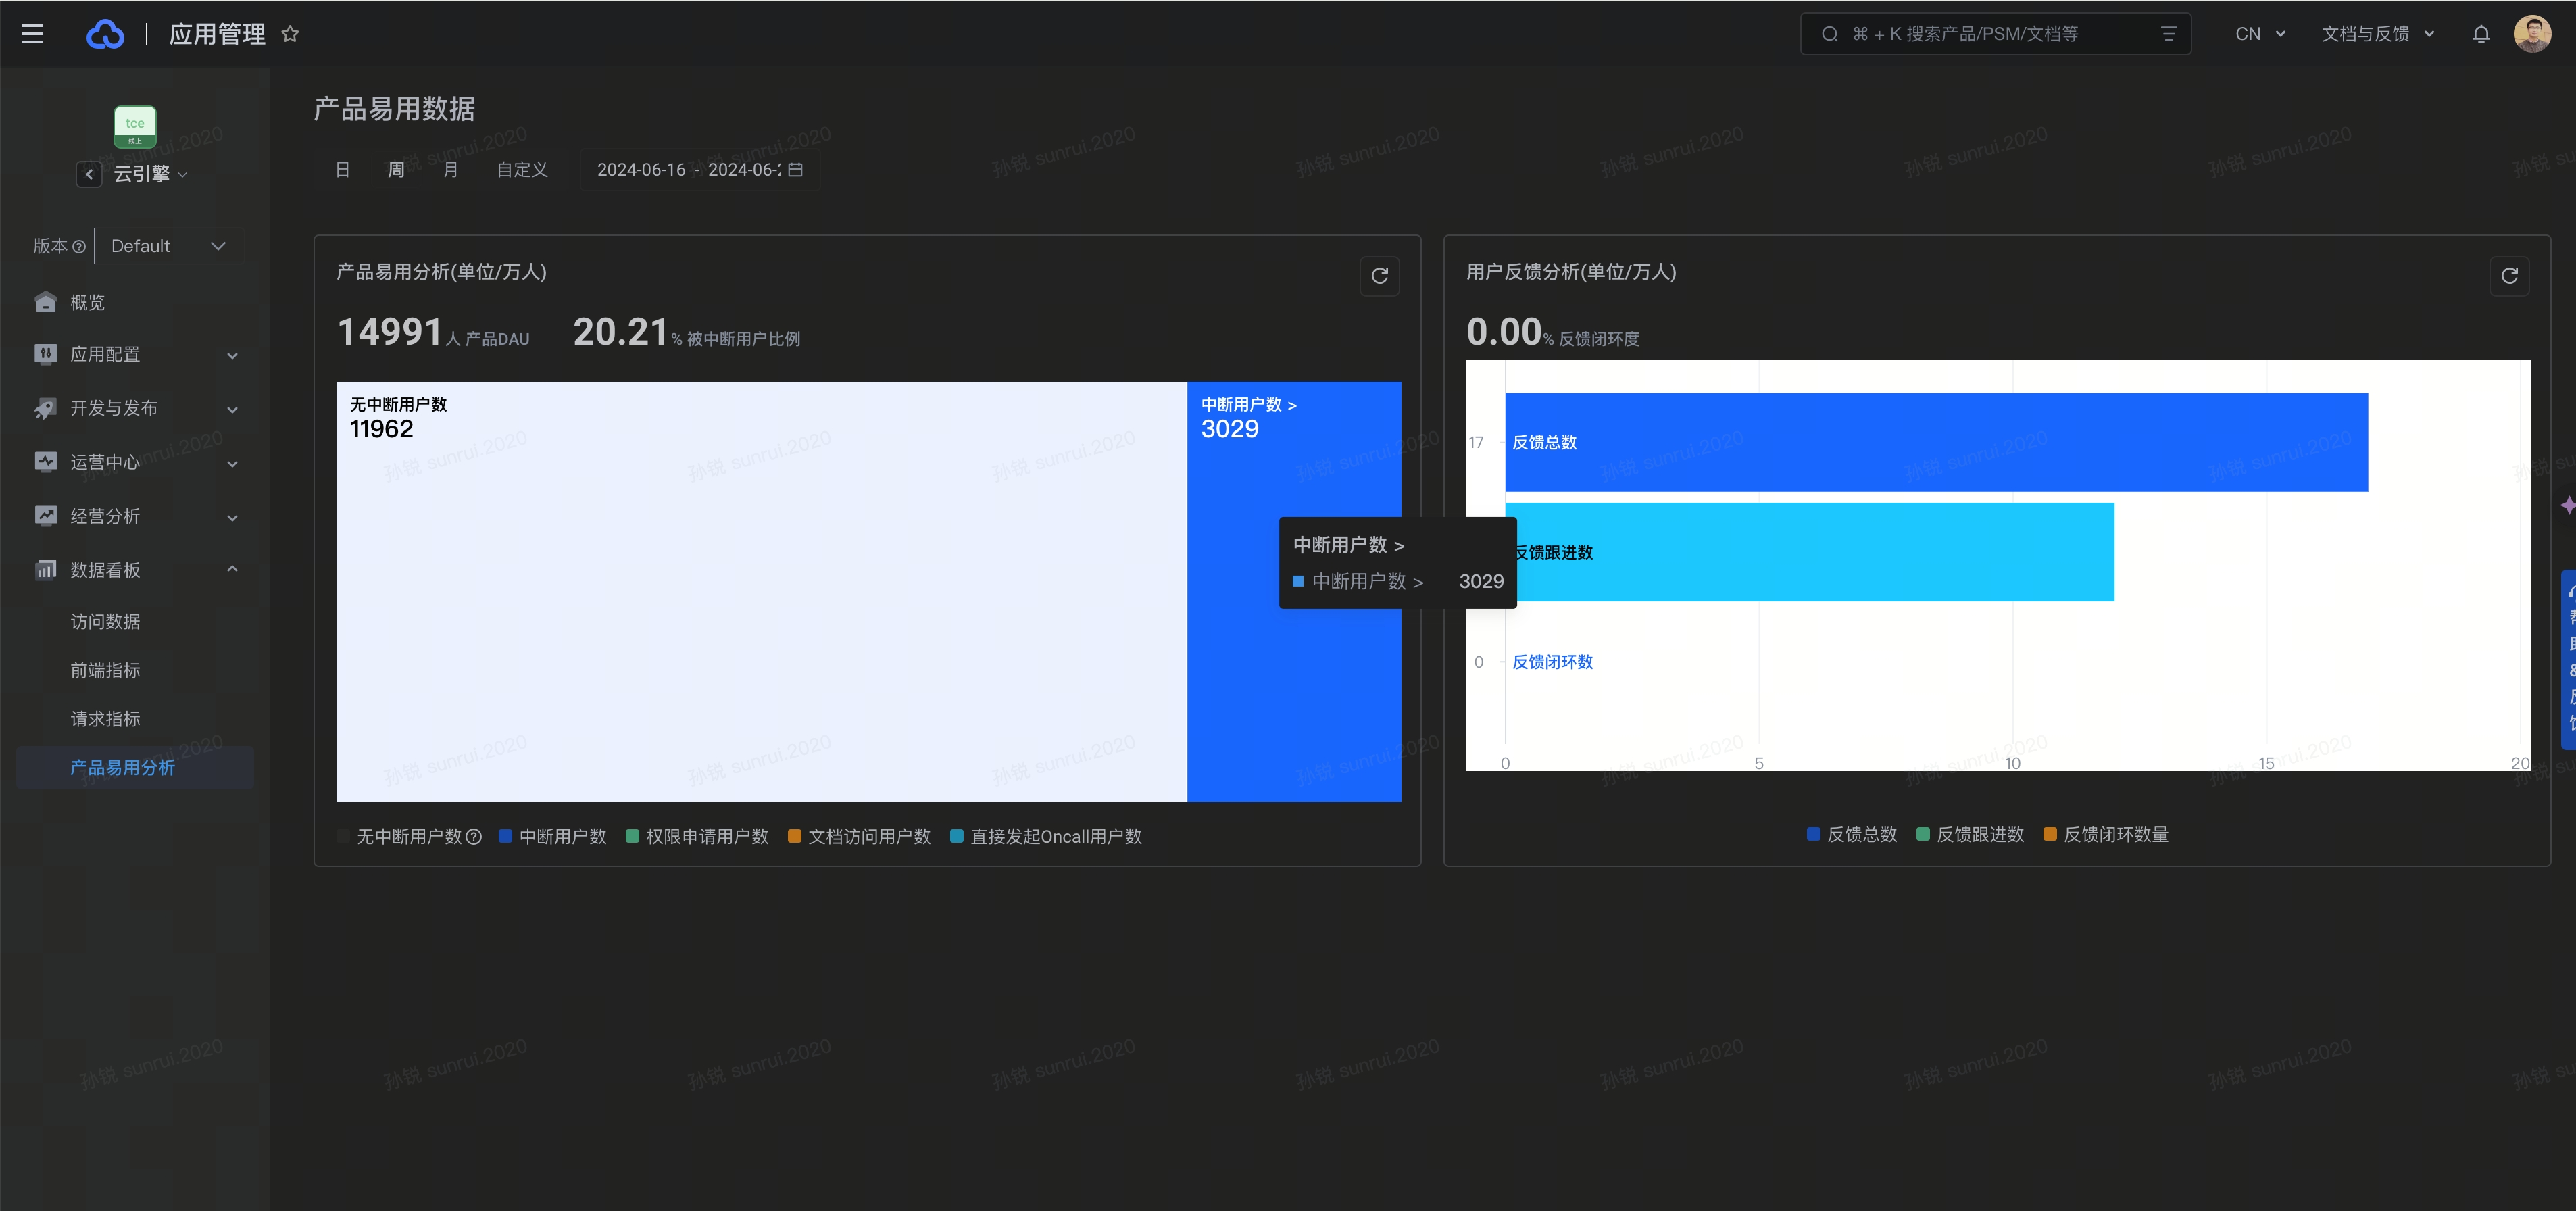 应用管理
⌘ + K 搜索产品/PSM/文档等
CN
文档与反馈
tce
线上
云引擎
版本
Default
概览
应用配置
开发与发布
运营中心
经营分析
数据看板
访问数据
前端指标
请求指标
产品易用分析
产品易用数据
日 周 月 自定义 2024-06-16 - 2024-06-
产品易用分析(单位/万人)
14991人 产品DAU 20.21% 被中断用户比例
无中断用户数
11962
中断用户数 >
3029
中断用户数 >
中断用户数 > 3029
无中断用户数 中断用户数 权限申请用户数 文档访问用户数 直接发起Oncall用户数
用户反馈分析(单位/万人)
0.00% 反馈闭环度
17 反馈总数
反馈跟进数
0 反馈闭环数
0 5 10 15 20
反馈总数 反馈跟进数 反馈闭环数量
孙锐 sunrui.2020